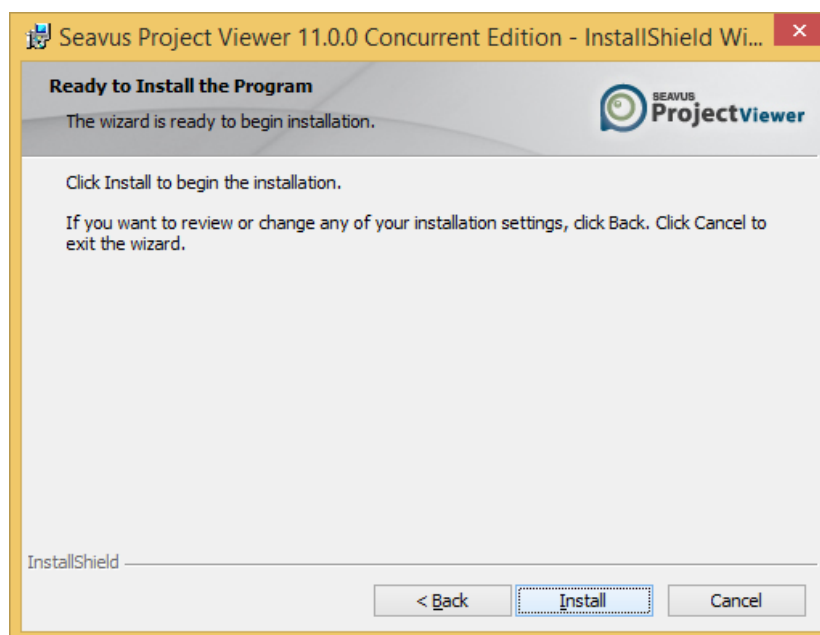 Seavus Project Viewer 11.0.0 Concurrent Edition - InstallShield Wi...
Ready to Install the Program
The wizard is ready to begin installation.
SEAVUS
ProjectViewer
Click Install to begin the installation.
If you want to review or change any of your installation settings, click Back. Click Cancel to
exit the wizard.
InstallShield
< Back
Install
Cancel